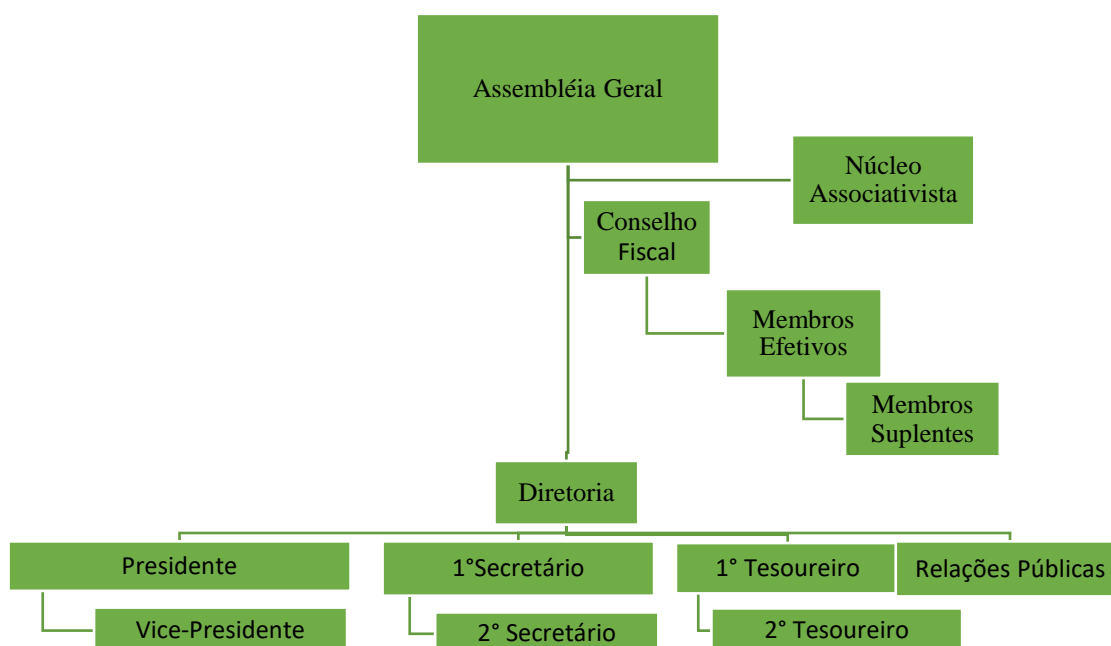 Assembléia Geral
Núcleo
Associativista
Conselho
Fiscal
Membros
Efetivos
Membros
Suplentes
Diretoria
Presidente
1°Secretário
1° Tesoureiro
Relações Públicas
Vice-Presidente
2° Secretário
2° Tesoureiro